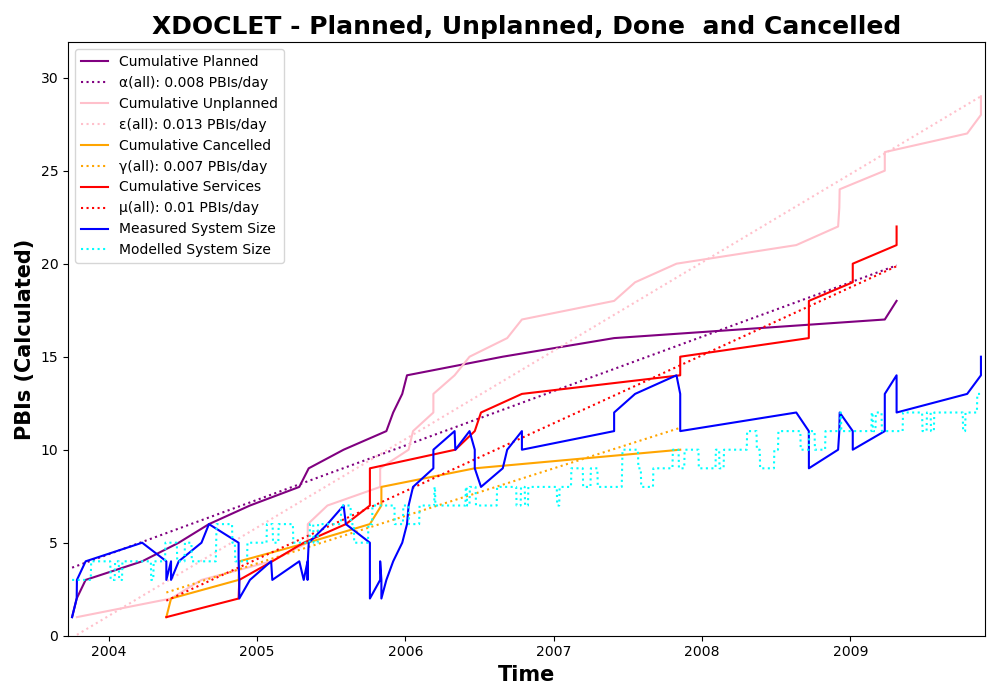 XDOCLET - Planned, Unplanned, Done  and Cancelled
Cumulative Planned
α(all): 0.008 PBIs/day
Cumulative Unplanned
ε(all): 0.013 PBIs/day
Cumulative Cancelled
γ(all): 0.007 PBIs/day
Cumulative Services
μ(all): 0.01 PBIs/day
Measured System Size
Modelled System Size
PBIs (Calculated)
30
25
20
15
10
5
0
2004 2005 2006 2007 2008 2009
Time